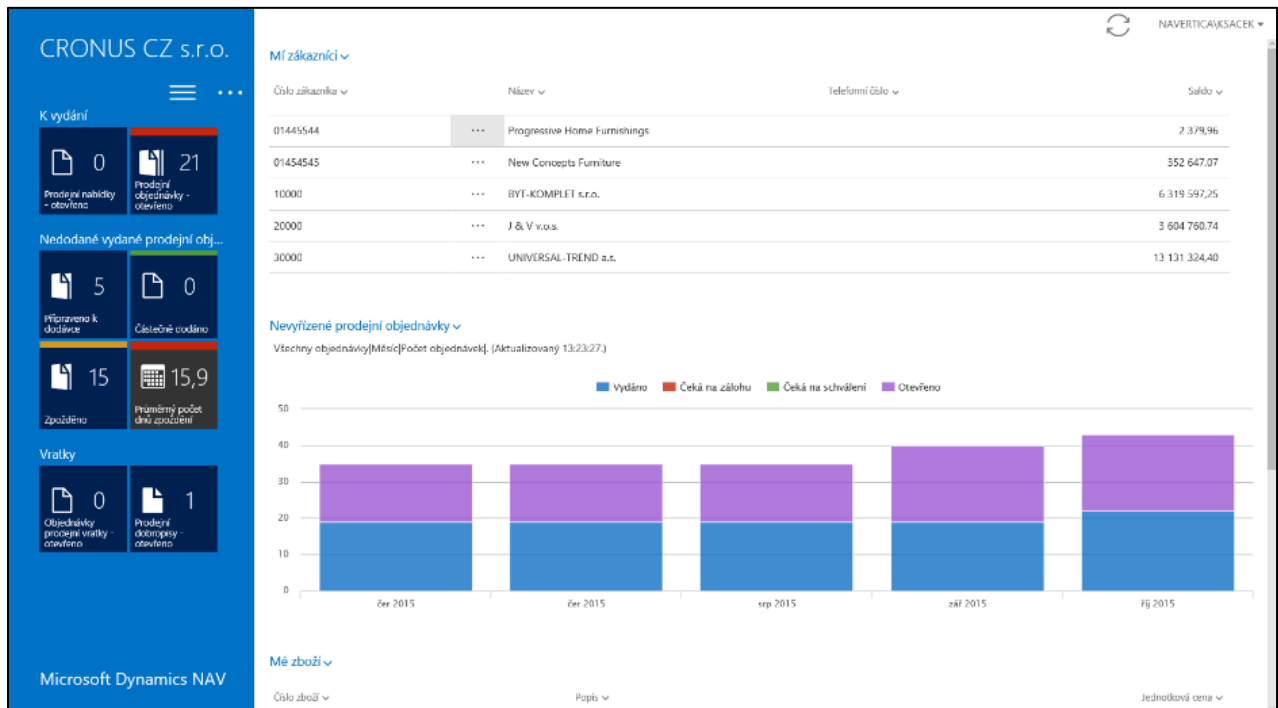 NAVERTICA\KSACEK
CRONUS CZ s.r.o.
K vydání
0
Prodejní nabídky
- otevřeno
21
Prodejní
objednávky -
otevřeno
Nedodané vydané prodejní obj...
5
Připraveno k
dodávce
0
Částečně dodáno
15
Zpožděno
15,9
Průměrný počet
dnů zpoždění
Vratky
0
Objednávky
prodejní vratky -
otevřeno
1
Prodejní
dobropisy -
otevřeno
Microsoft Dynamics NAV
Mí zákazníci
Číslo zákazníka Název Telefonní číslo Saldo
01445544 ... Progressive Home Furnishings 2 379,96
01454545 ... New Concepts Furniture 352 647,07
10000 ... BYT-KOMPLET s.r.o. 6 319 597,25
20000 ... J & V v.o.s. 3 604 760,74
30000 ... UNIVERSAL-TREND a.s. 13 131 324,40
Nevyřízené prodejní objednávky
Všechny objednávky|Měsíc|Počet objednávek|. (Aktualizovaný 13:23:27.)
Vydáno Čeká na zálohu Čeká na schválení Otevřeno
50
40
30
20
10
0
čer 2015 čer 2015 srp 2015 zář 2015 říj 2015
Mé zboží
Číslo zboží Popis Jednotková cena